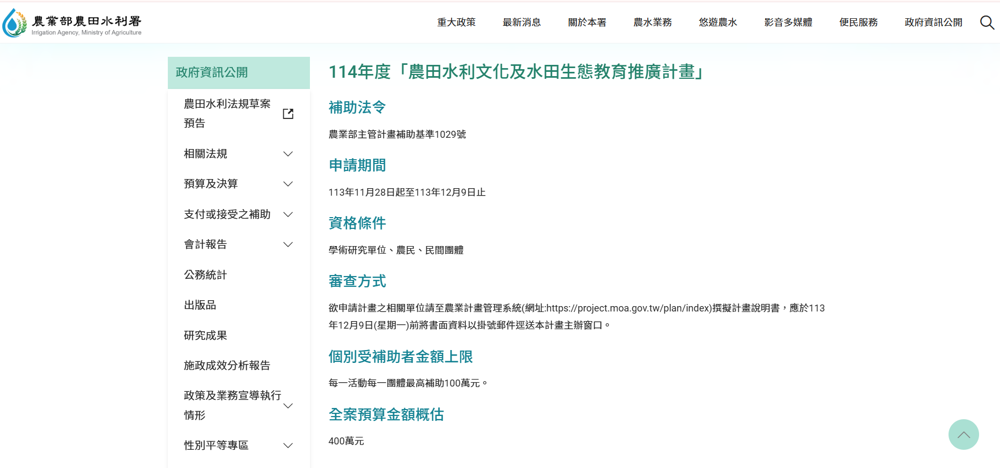 農業部農田水利署
Irrigation Agency, Ministry of Agriculture
重大政策 最新消息 關於本署 農水業務 悠遊農水 影音多媒體 便民服務 政府資訊公開
政府資訊公開
農田水利法規草案
預告
相關法規
預算及決算
支付或接受之補助
會計報告
公務統計
出版品
研究成果
施政成效分析報告
政策及業務宣導執行
情形
性別平等專區
114年度「農田水利文化及水田生態教育推廣計畫」
補助法令
農業部主管計畫補助基準1029號
申請期間
113年11月28日起至113年12月9日止
資格條件
學術研究單位、農民、民間團體
審查方式
欲申請計畫之相關單位請至農業計畫管理系統(網址:https://project.moa.gov.tw/plan/index)撰擬計畫說明書，應於113
年12月9日(星期一)前將書面資料以掛號郵件逕送本計畫主辦窗口。
個別受補助者金額上限
每一活動每一團體最高補助100萬元。
全案預算金額概估
400萬元